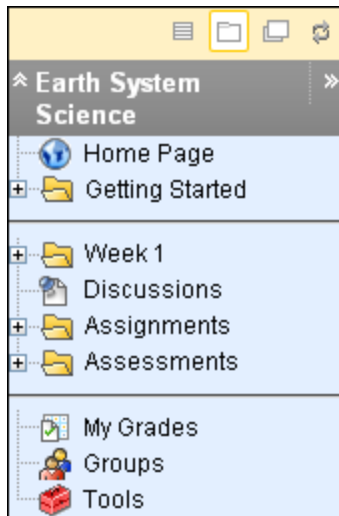 Earth System
Science
Home Page
Getting Started
Week 1
Discussions
Assignments
Assessments
My Grades
Groups
Tools